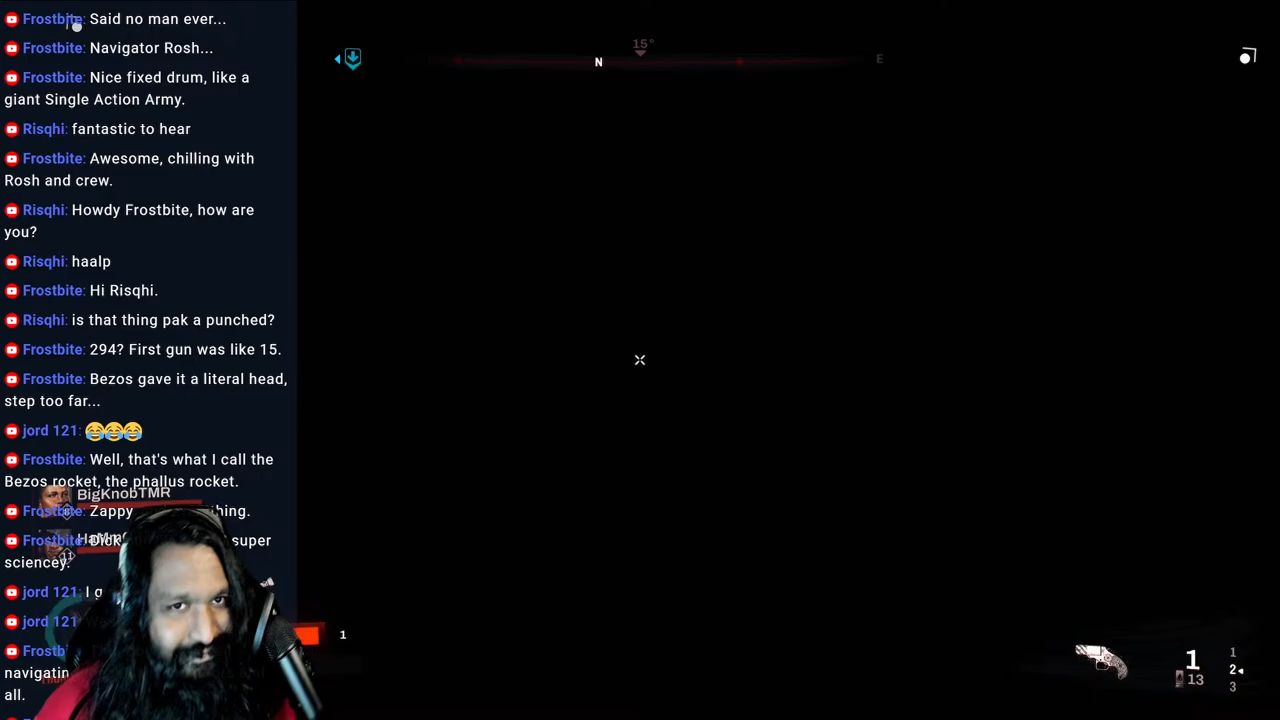 Frostbite: Said no man ever...
Frostbite: Navigator Rosh...
Frostbite: Nice fixed drum, like a
giant Single Action Army.
Risqhi: fantastic to hear
Frostbite: Awesome, chilling with
Rosh and crew.
Risqhi: Howdy Frostbite, how are
you?
Risqhi: haalp
Frostbite: Hi Risqhi.
Risqhi: is that thing pak a punched?
Frostbite: 294? First gun was like 15.
Frostbite: Bezos gave it a literal head,
step too far...
jord 121: 😂😂😂
Frostbite: Well, that's what I call the
Bezos rocket, the phallus rocket.
BigKnobTMR
Frostbite: Zappy
Frostbite: super
sciencey.
jord 121: I
jord 121:
navigating
all.
15°
N
E
1
1
13
1
2
3